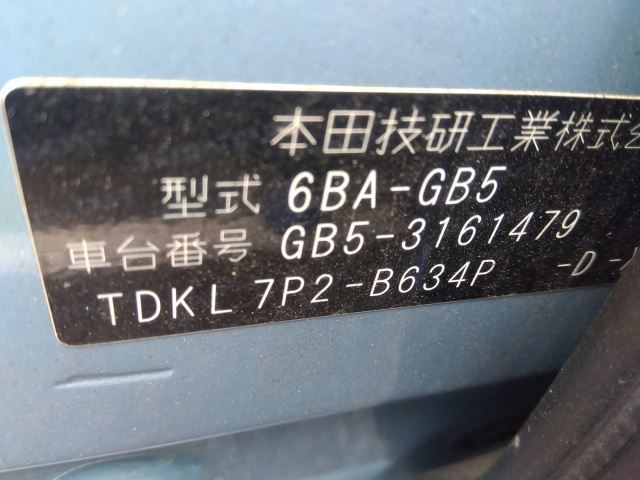 本田技研工業株式会
型式 6BA-GB5
車台番号 GB5-3161479
TDKL 7P2-B634P -D-